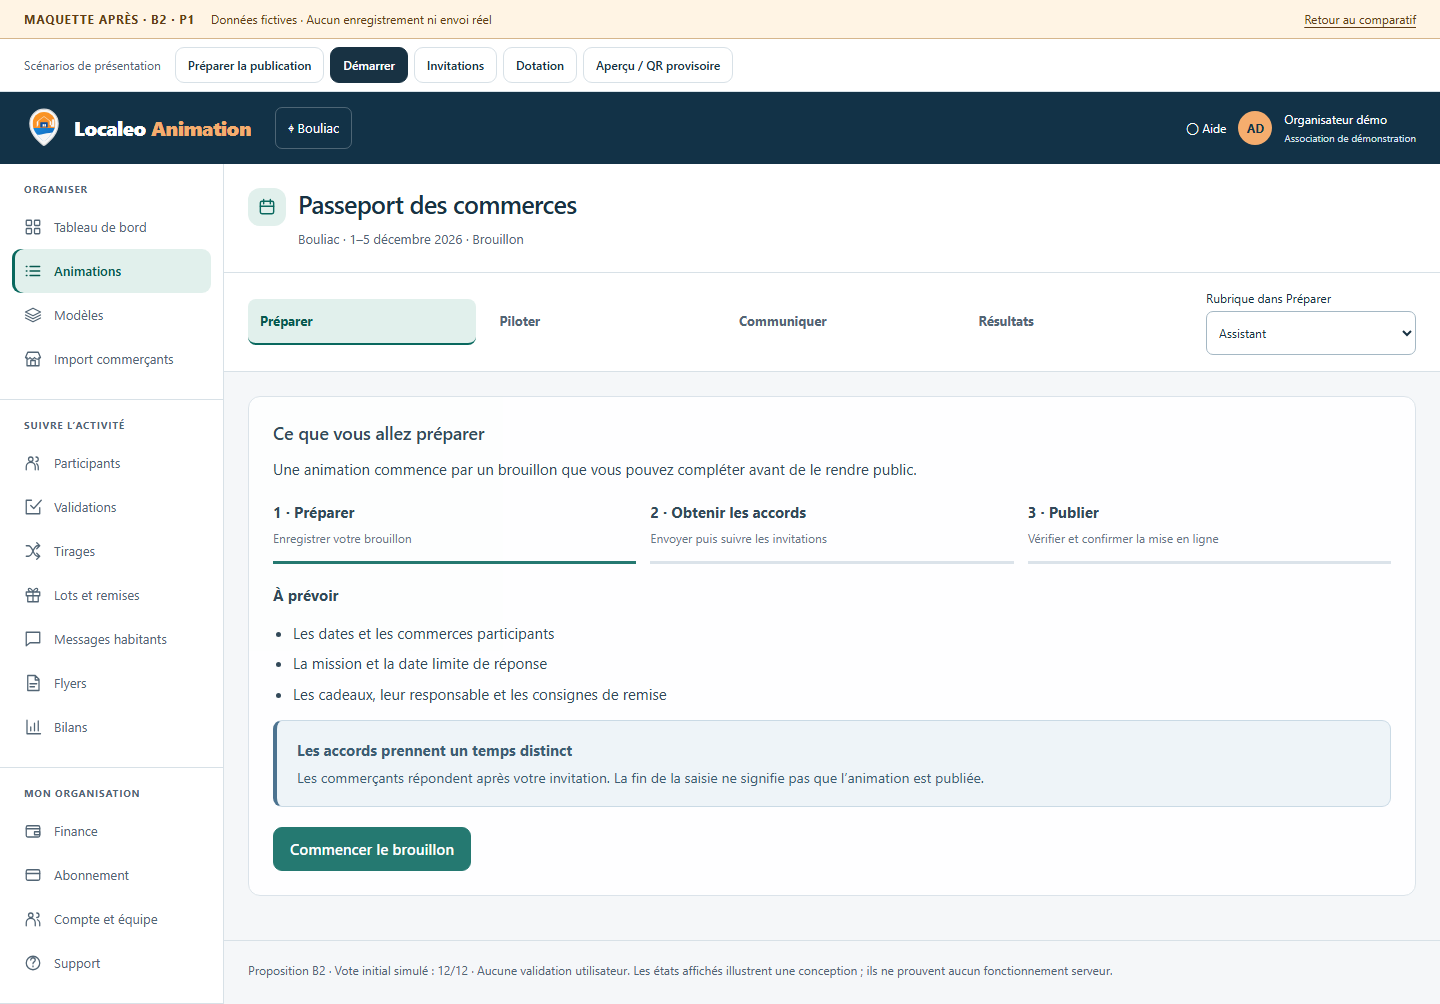 MAQUETTE APRÈS · B2 · P1
Données fictives · Aucun enregistrement ni envoi réel
Retour au comparatif
Scénarios de présentation
Préparer la publication
Démarrer
Invitations
Dotation
Aperçu / QR provisoire
Localeo Animation
Bouliac
Aide
AD
Organisateur démo
Association de démonstration
ORGANISER
Tableau de bord
Animations
Modèles
Import commerçants
SUIVRE L’ACTIVITÉ
Participants
Validations
Tirages
Lots et remises
Messages habitants
Flyers
Bilans
MON ORGANISATION
Finance
Abonnement
Compte et équipe
Support
Passeport des commerces
Bouliac · 1–5 décembre 2026 · Brouillon
Préparer
Piloter
Communiquer
Résultats
Rubrique dans Préparer
Assistant
Ce que vous allez préparer
Une animation commence par un brouillon que vous pouvez compléter avant de le rendre public.
1 · Préparer
Enregistrer votre brouillon
2 · Obtenir les accords
Envoyer puis suivre les invitations
3 · Publier
Vérifier et confirmer la mise en ligne
À prévoir
• Les dates et les commerces participants
• La mission et la date limite de réponse
• Les cadeaux, leur responsable et les consignes de remise
Les accords prennent un temps distinct
Les commerçants répondent après votre invitation. La fin de la saisie ne signifie pas que l’animation est publiée.
Commencer le brouillon
Proposition B2 · Vote initial simulé : 12/12 · Aucune validation utilisateur. Les états affichés illustrent une conception ; ils ne prouvent aucun fonctionnement serveur.